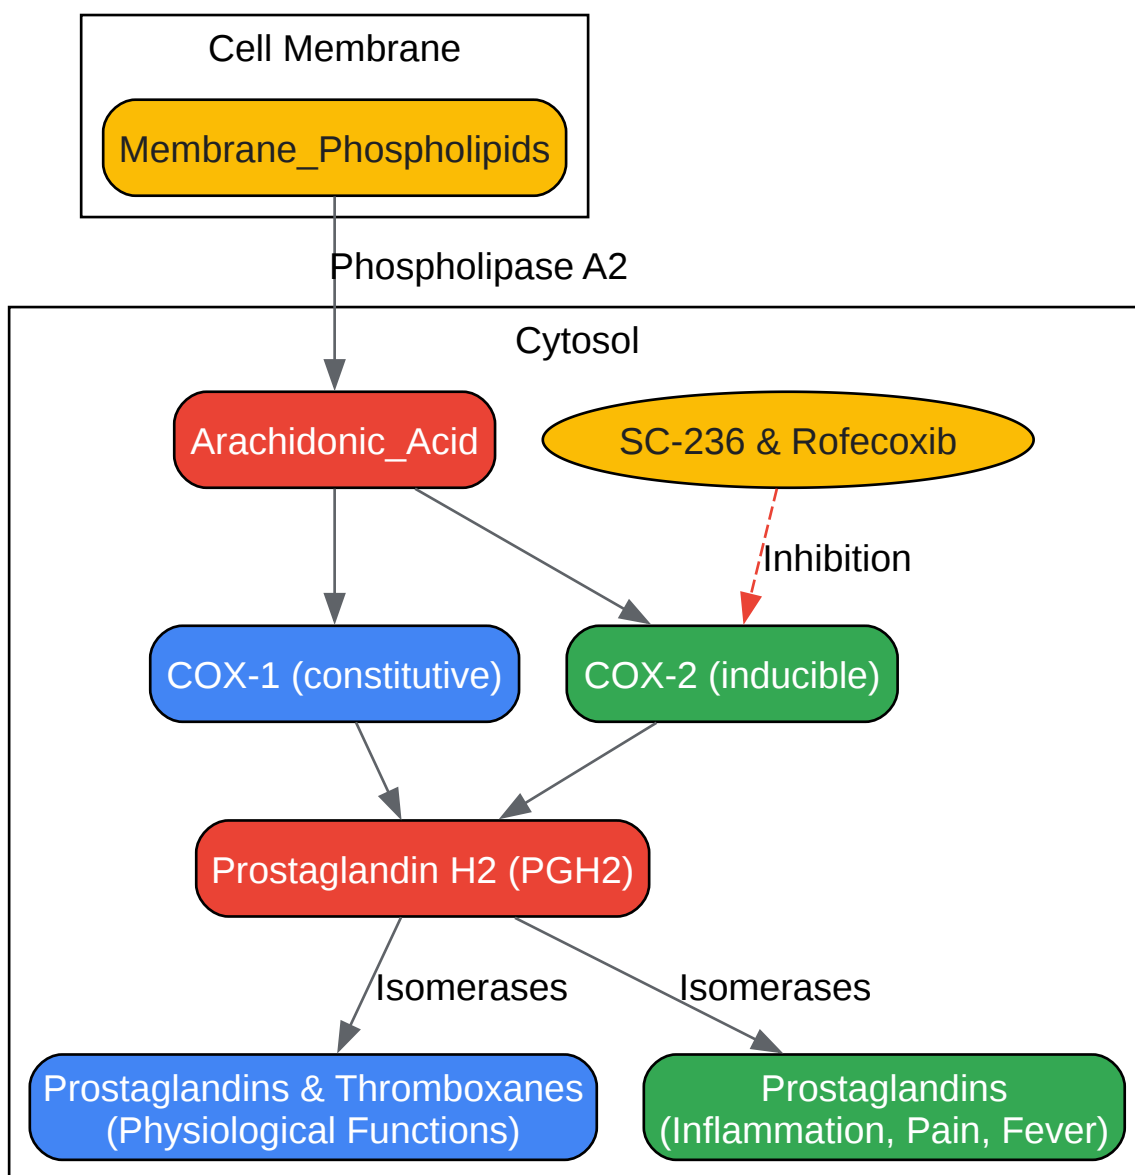 Cell Membrane
Membrane_Phospholipids
Phospholipase A2
Cytosol
Arachidonic_Acid
SC-236 & Rofecoxib
Inhibition
COX-1 (constitutive)
COX-2 (inducible)
Prostaglandin H2 (PGH2)
Isomerases
Isomerases
Prostaglandins & Thromboxanes
(Physiological Functions)
Prostaglandins
(Inflammation, Pain, Fever)